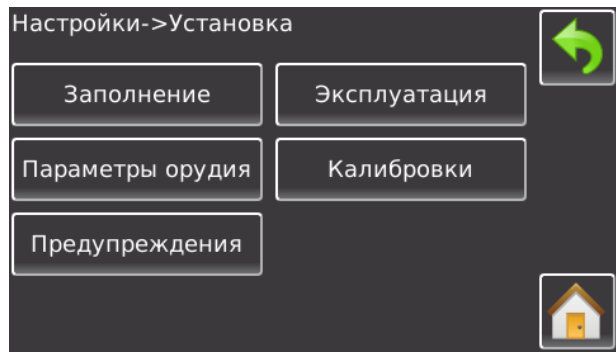 Настройки->Установка
Заполнение
Эксплуатация
Параметры орудия
Калибровки
Предупреждения